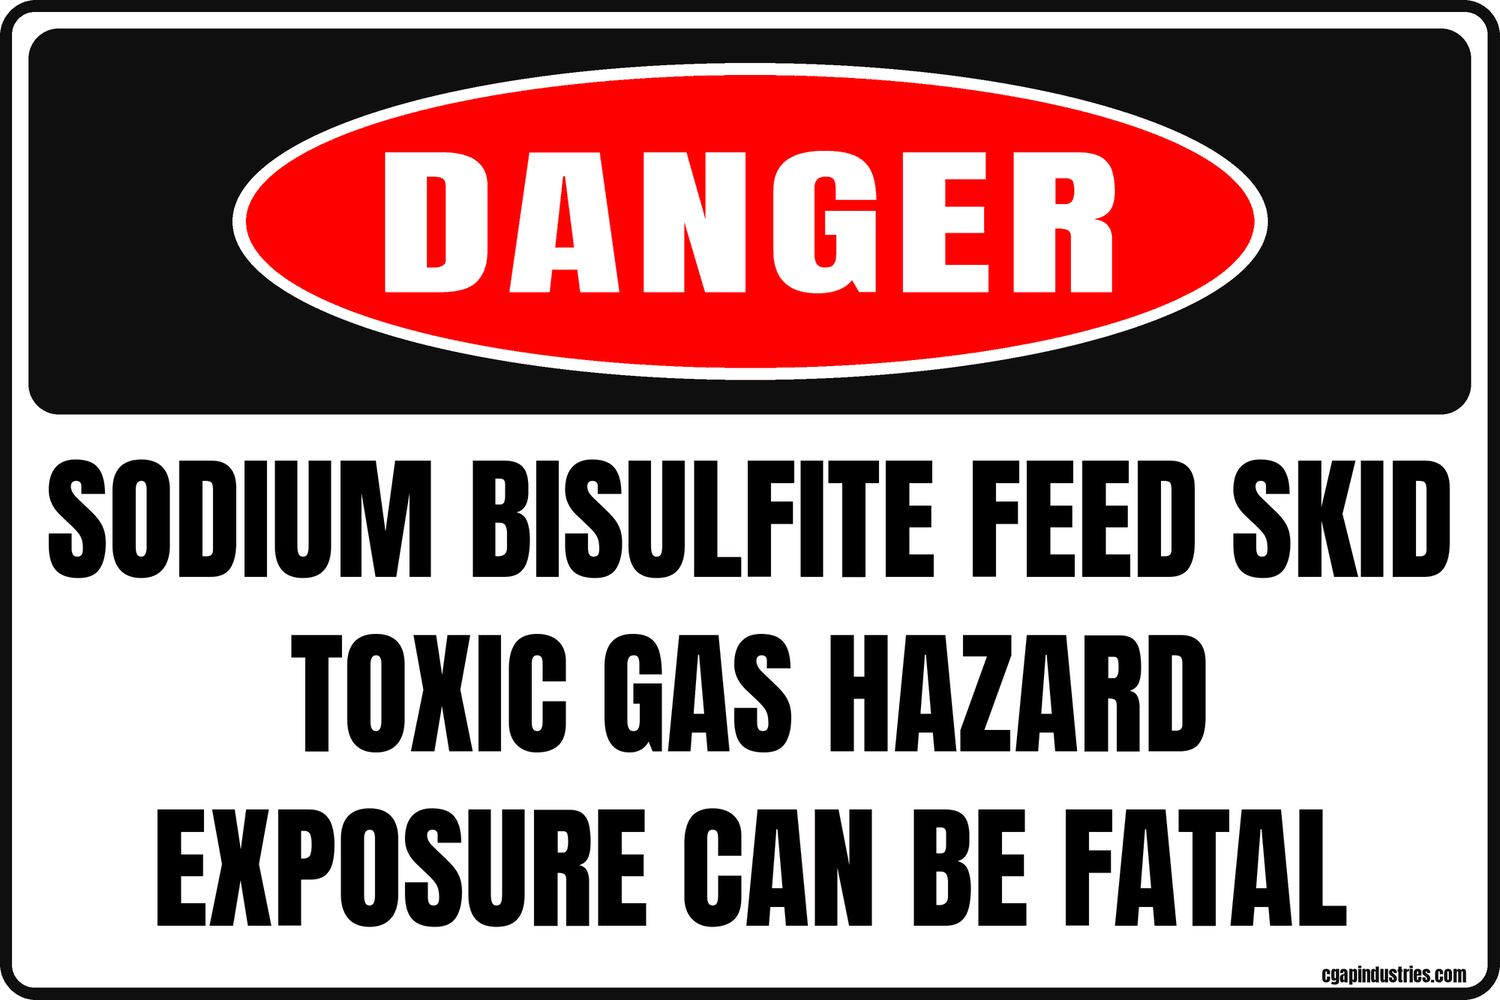 DANGER
SODIUM BISULFITE FEED SKID
TOXIC GAS HAZARD
EXPOSURE CAN BE FATAL
cgapindustries.com